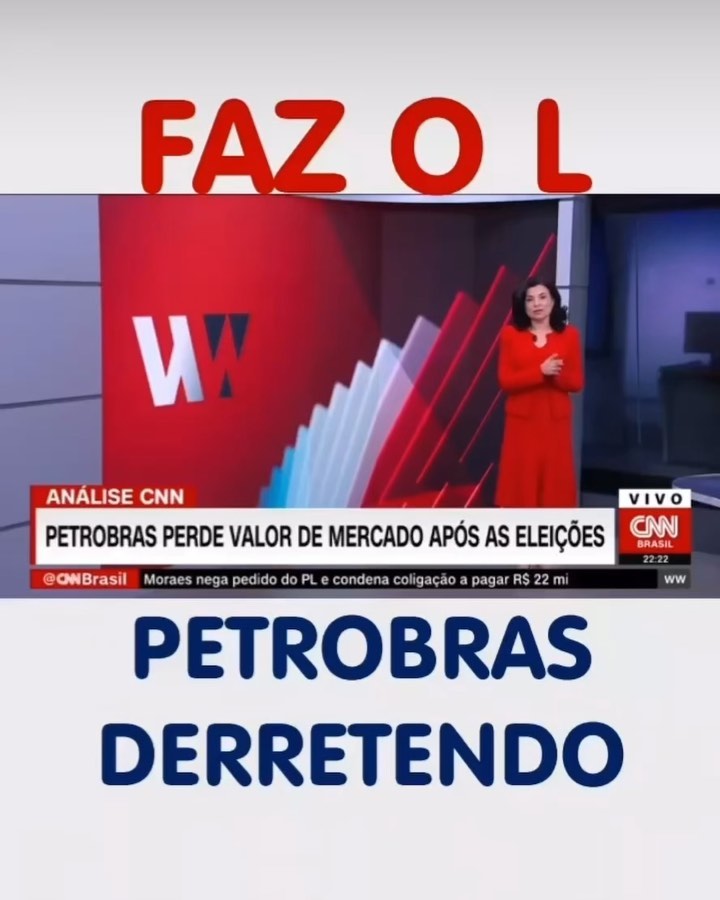 FAZ O L
WW
ANÁLISE CNN
VIVO
PETROBRAS PERDE VALOR DE MERCADO APÓS AS ELEIÇÕES
CNN
BRASIL
22:22
@CNNBrasil Moraes nega pedido do PL e condena coligação a pagar R$ 22 mi WW
PETROBRAS
DERRETENDO